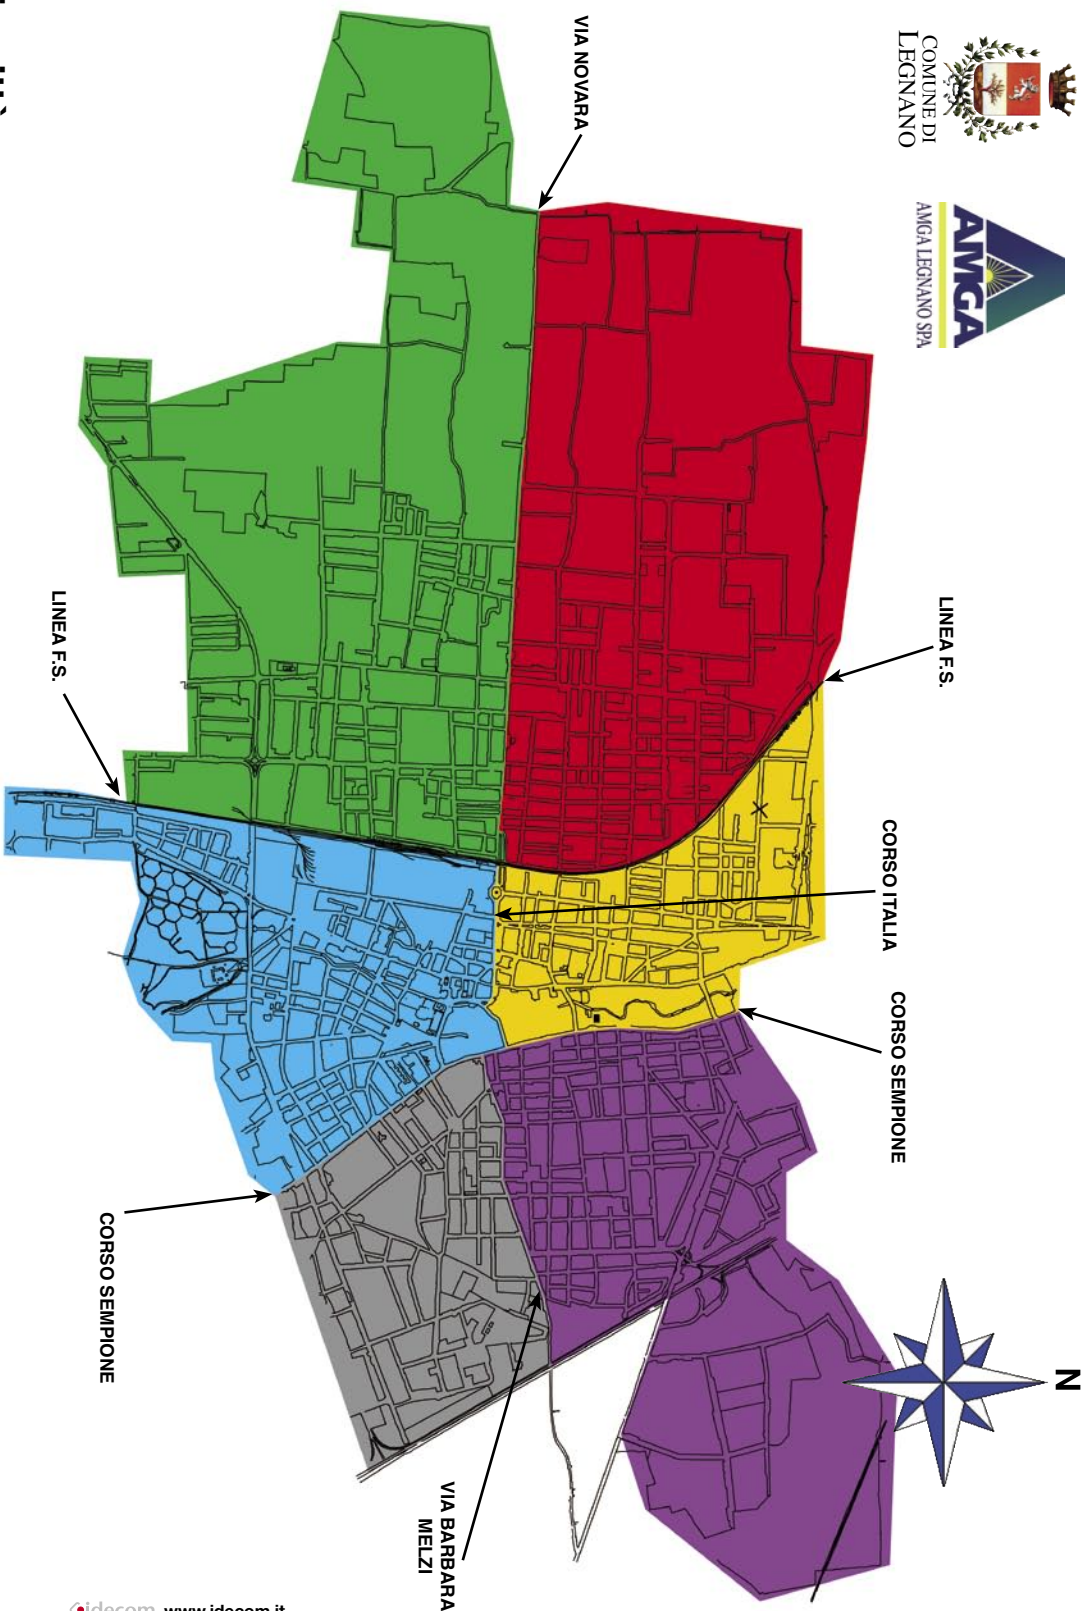 COMUNE DI
LEGNANO
AMGA
AMGA LEGNANO SPA
VIA NOVARA
LINEA F.S.
LINEA F.S.
CORSO ITALIA
CORSO SEMPIONE
CORSO SEMPIONE
VIA BARBARA
MELZI
N
idecom www.idecom.it